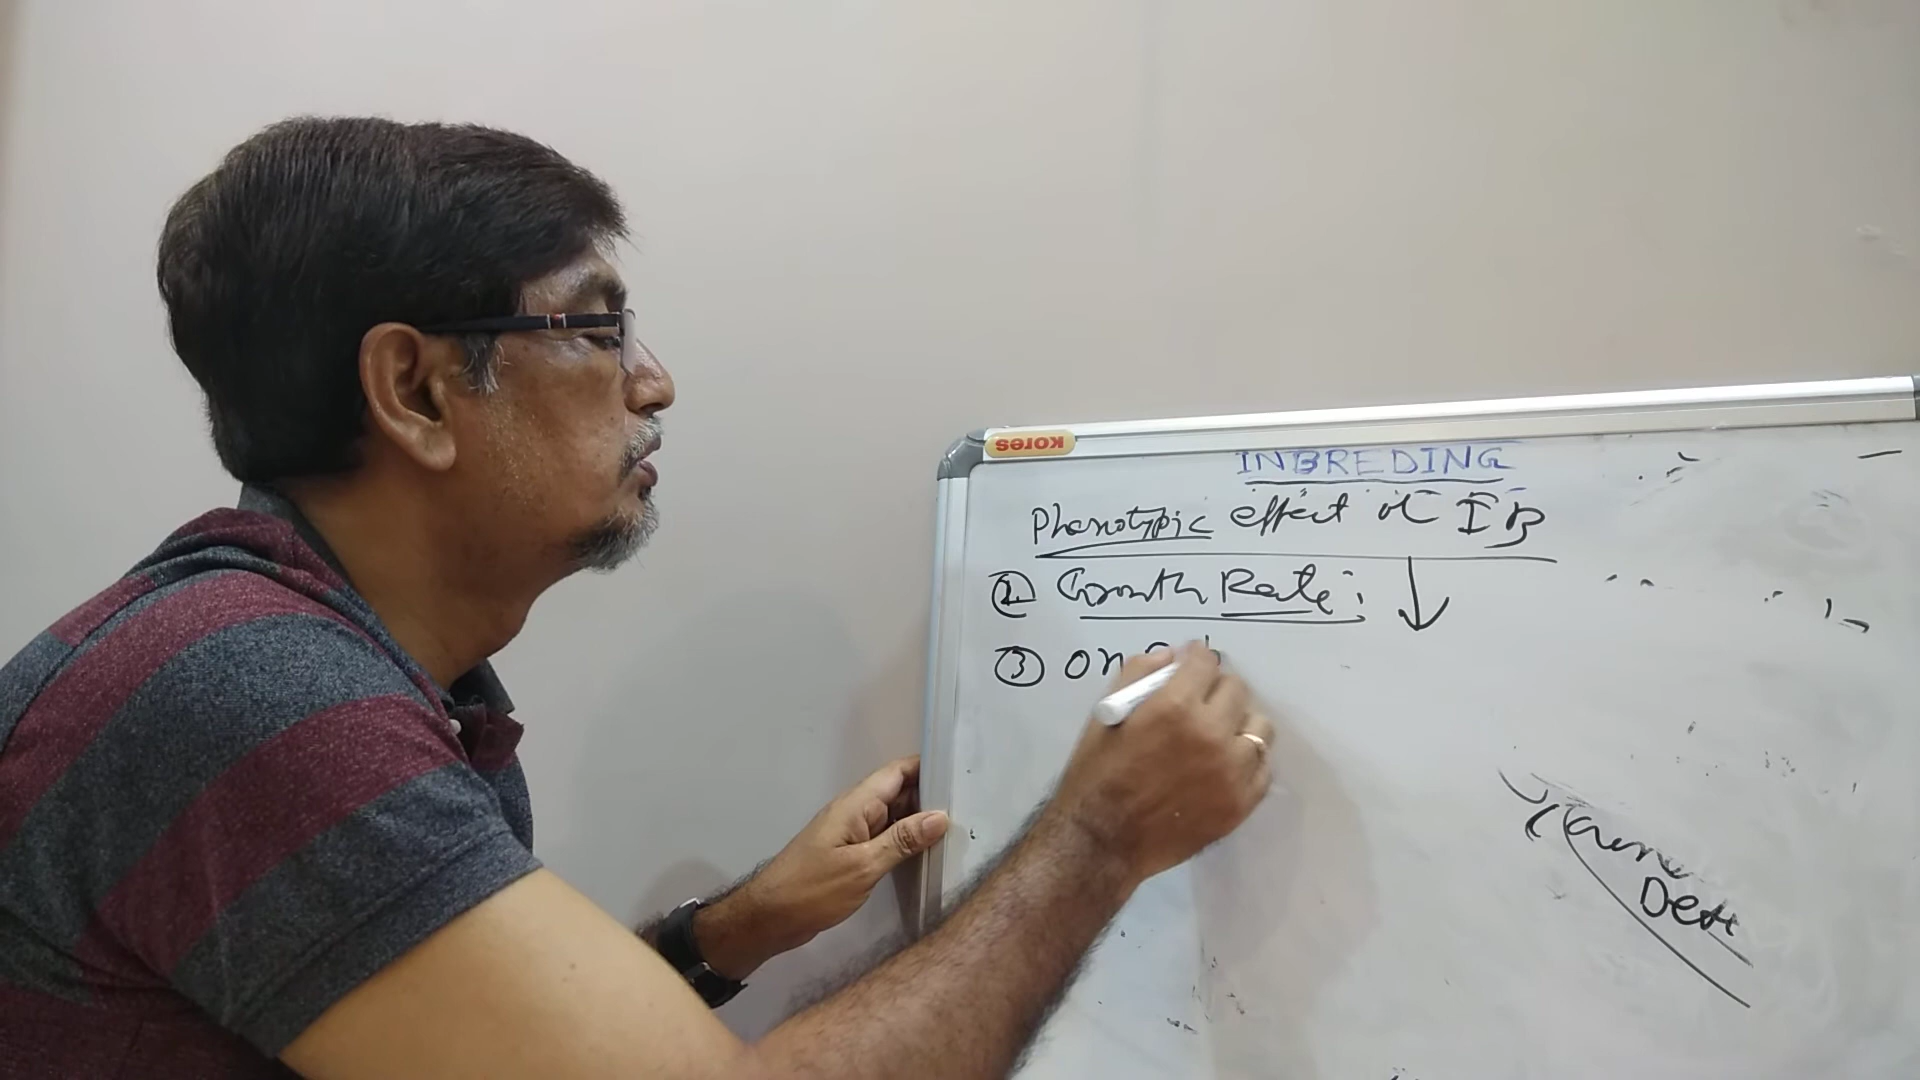 kores
INBREDING
Phenotypic effect of IB
② Growth Rate:
③ on
Dett